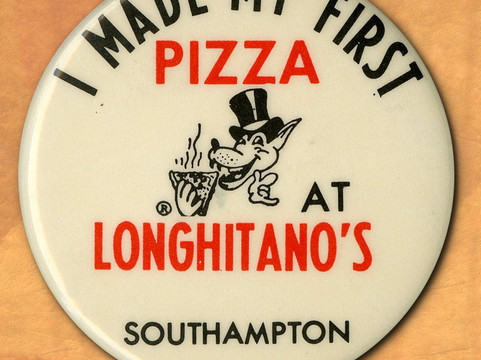 I MADE MY FIRST
PIZZA
® AT
LONGHITANO'S
SOUTHAMPTON